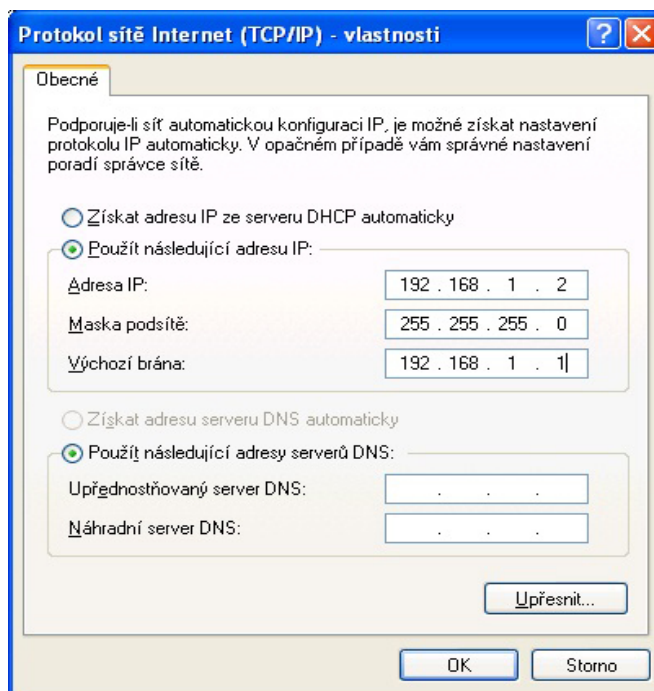 Protokol sítě Internet (TCP/IP) - vlastnosti
Obecné
Podporuje-li síť automatickou konfiguraci IP, je možné získat nastavení
protokolu IP automaticky. V opačném případě vám správné nastavení
poradí správce sítě.
Získat adresu IP ze serveru DHCP automaticky
Použít následující adresu IP:
Adresa IP: 192 . 168 . 1 . 2
Maska podsítě: 255 . 255 . 255 . 0
Výchozí brána: 192 . 168 . 1 . 1
Získat adresu serveru DNS automaticky
Použít následující adresy serverů DNS:
Upřednostňovaný server DNS: . . .
Náhradní server DNS: . . .
Upřesnit...
OK Storno